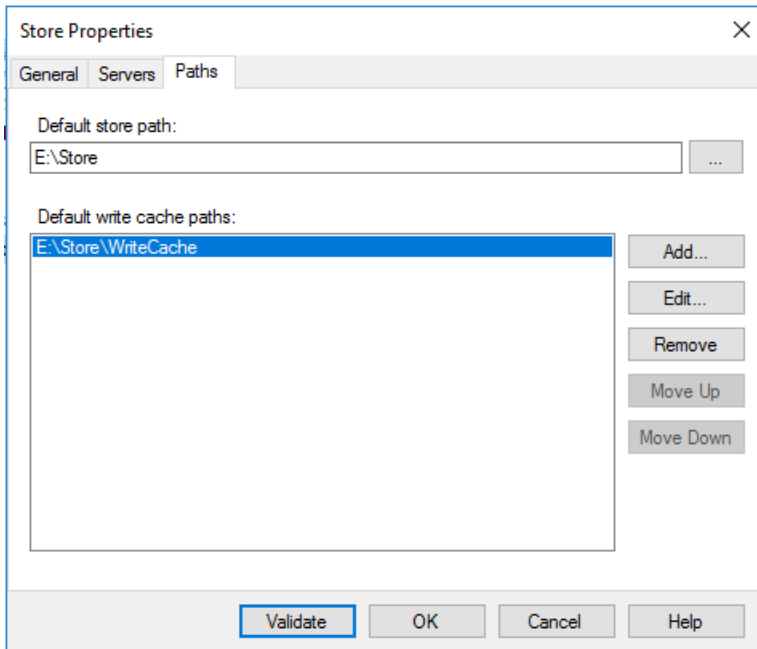 Store Properties
General Servers Paths
Default store path:
E:\Store
...
Default write cache paths:
E:\Store\WriteCache
Add...
Edit...
Remove
Move Up
Move Down
Validate OK Cancel Help